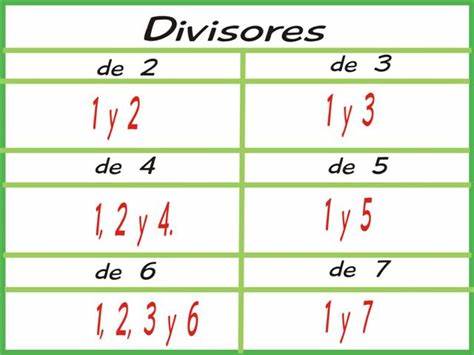 Divisores
de 2 de 3
1 y 2 1 y 3
de 4 de 5
1, 2 y 4. 1 y 5
de 6 de 7
1, 2, 3 y 6 1 y 7